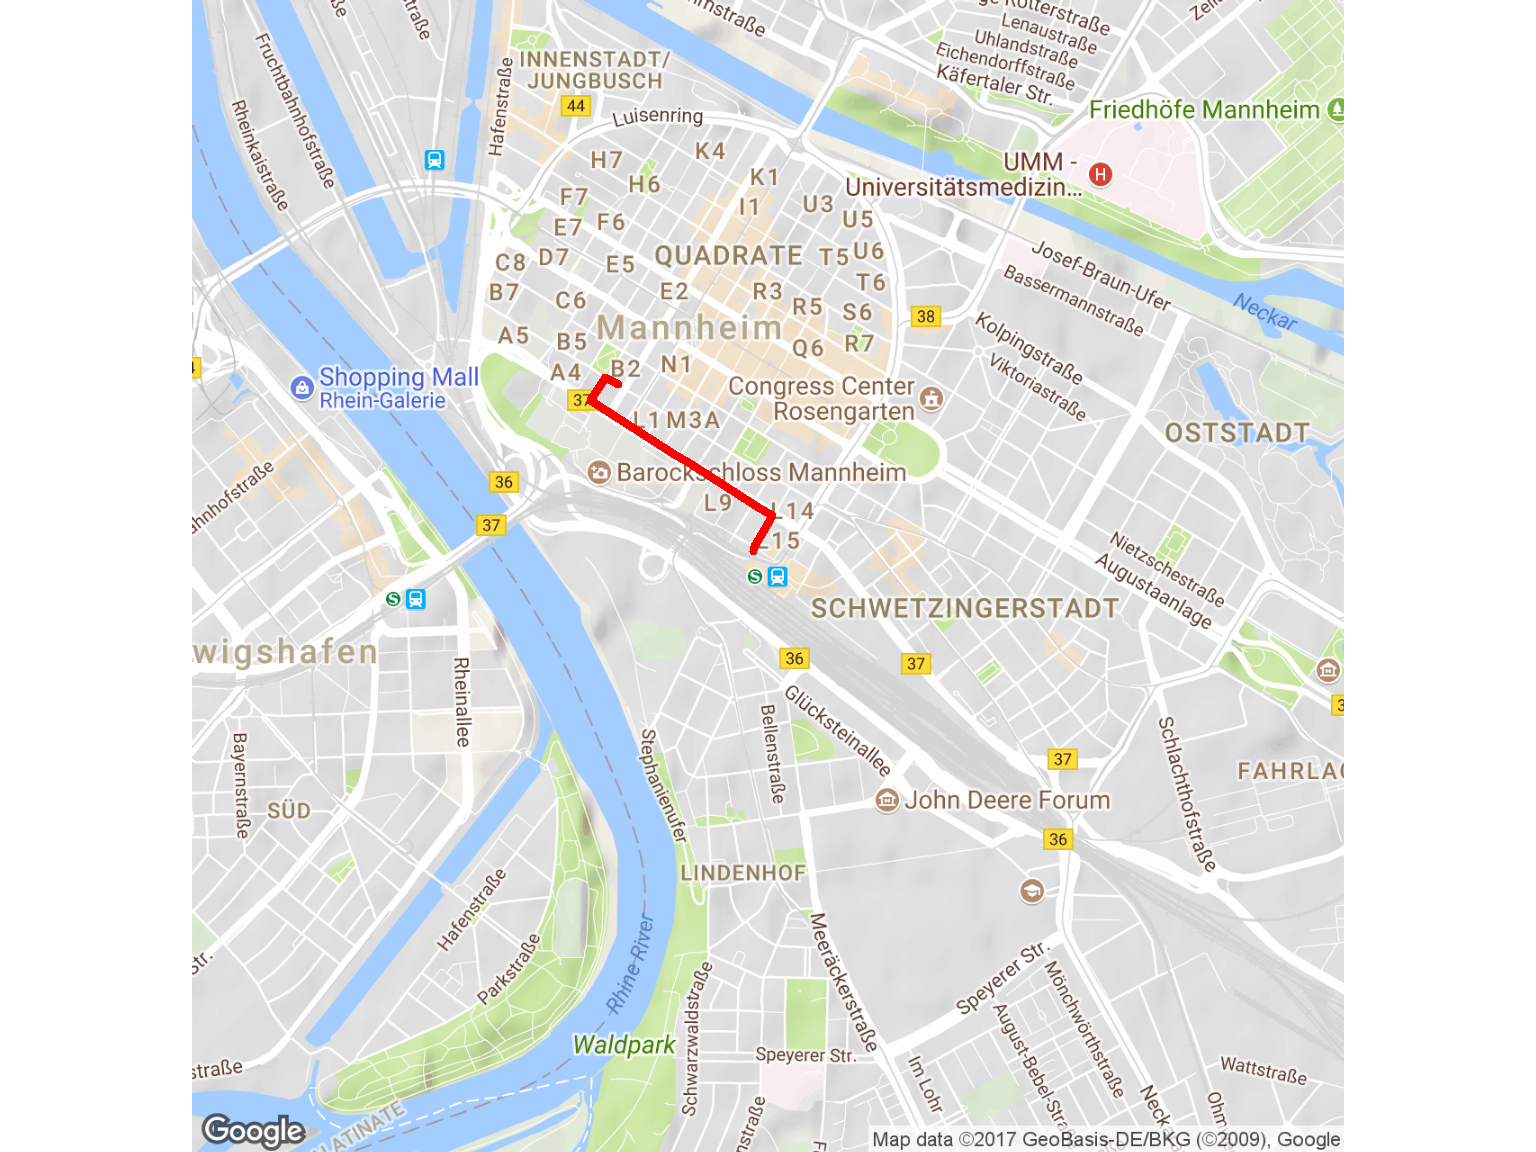 Rotterstraße
Lenaustraße
Uhlandstraße
Eichendorffstraße
Käfertaler Str.
INNENSTADT/
JUNGBUSCH
44
Luisenring
Hafenstraße
Fruchtbahnhofstraße
Rheinkaistraße
Friedhöfe Mannheim
UMM -
Universitätsmedizin...
H
H7
K4
H6
K1
F7
I1
U3
U5
E7
F6
D7
E5
QUADRATE
T5
U6
C8
B7
C6
E2
R3
T6
R5
S6
Josef-Braun-Ufer
Bassermannstraße
Neckar
38
Mannheim
A5
B5
Q6
R7
Kolpingstraße
Viktoriastraße
A4
B2
N1
Shopping Mall
Rhein-Galerie
37
Congress Center
Rosengarten
L1
M3A
OSTSTADT
36
Barockschloss Mannheim
L9
L14
37
L15
S
Nietzschestraße
Augustaanlage
S
SCHWETZINGERSTADT
wigshafen
36
37
Rheinallee
Bellenstraße
Glücksteinallee
Stephanienufer
Bayernstraße
Schlachthofstraße
37
FAHRLAC
SÜD
John Deere Forum
36
LINDENHOF
Hafenstraße
Parkstraße
Rhine River
Meeräckerstraße
Schwarzwaldstraße
Speyerer Str.
Mönchwörthstraße
August-Bebel-Stra
Waldpark
Speyerer Str.
Im Lohr
Wattstraße
Str.
straße
Neck
Ohm
nstraße
LATINATE
Google
Map data ©2017 GeoBasis-DE/BKG (©2009), Google